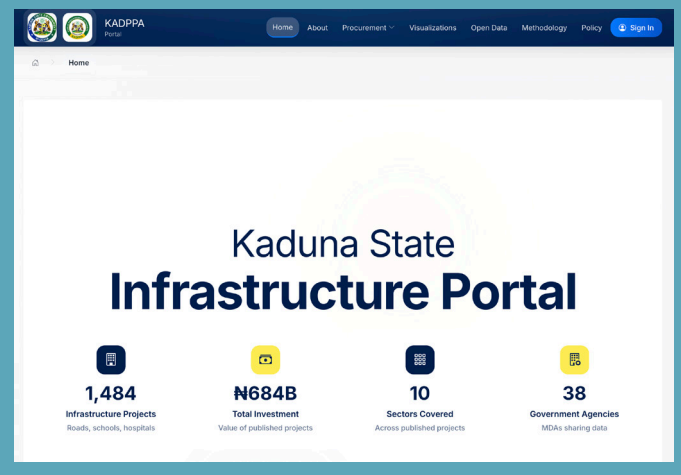 KADPPA
Portal
Home About Procurement Visualizations Open Data Methodology Policy Sign In
Home
Kaduna State
Infrastructure Portal
1,484 ₦684B 10 38
Infrastructure Projects Total Investment Sectors Covered Government Agencies
Roads, schools, hospitals Value of published projects Across published projects MDAs sharing data